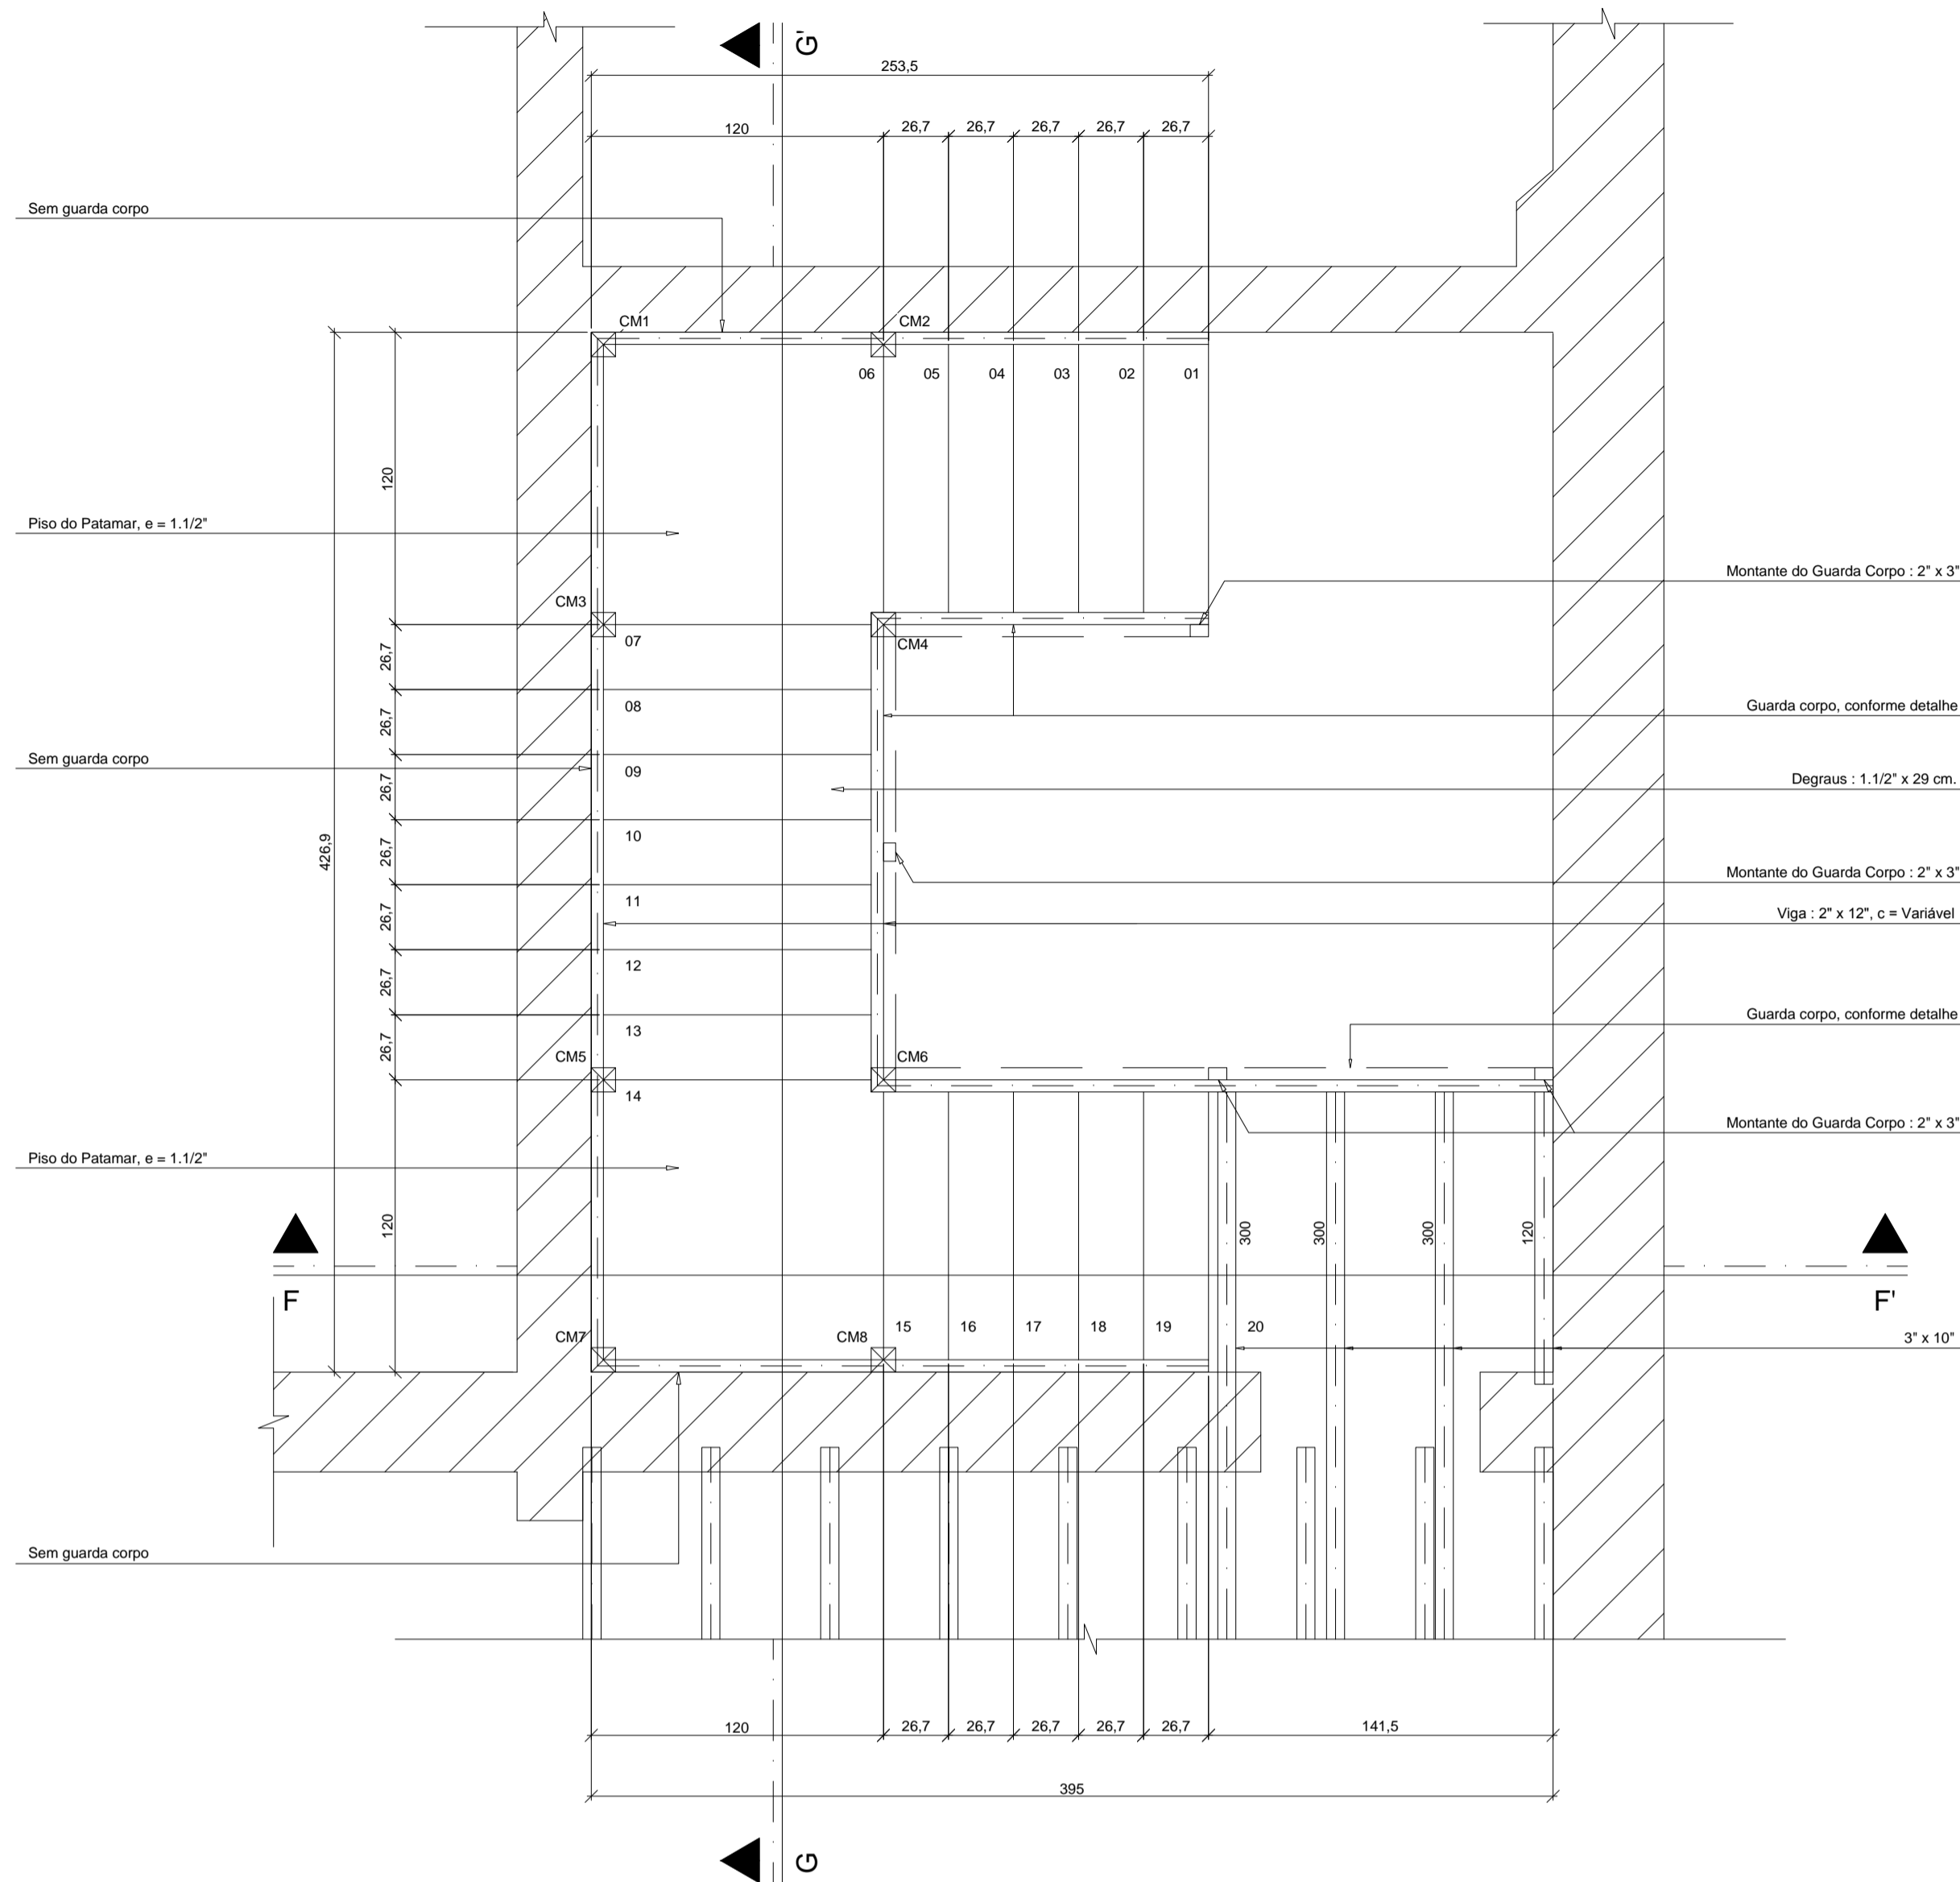 G'
253,5
120
26,7
26,7
26,7
26,7
26,7
Sem guarda corpo
CM1
CM2
06
05
04
03
02
01
120
Piso do Patamar, e = 1.1/2"
Montante do Guarda Corpo : 2" x 3"
CM3
07
CM4
26,7
08
Guarda corpo, conforme detalhe
26,7
Sem guarda corpo
09
Degraus : 1.1/2" x 29 cm.
26,7
426,9
10
26,7
Montante do Guarda Corpo : 2" x 3"
11
Viga : 2" x 12", c = Variável
26,7
12
26,7
Guarda corpo, conforme detalhe
13
26,7
CM5
CM6
14
Montante do Guarda Corpo : 2" x 3"
Piso do Patamar, e = 1.1/2"
120
300
300
300
120
F
F'
15
16
17
18
19
20
CM7
CM8
3" x 10"
Sem guarda corpo
120
26,7
26,7
26,7
26,7
26,7
141,5
395
G